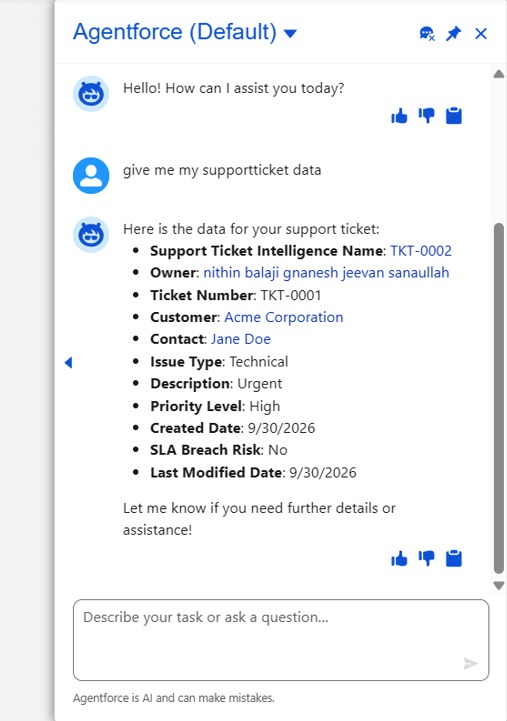 Agentforce (Default)
Hello! How can I assist you today?
give me my supportticket data
Here is the data for your support ticket:
• Support Ticket Intelligence Name: TKT-0002
• Owner: nithin balaji gnanesh jeevan sanaullah
• Ticket Number: TKT-0001
• Customer: Acme Corporation
• Contact: Jane Doe
• Issue Type: Technical
• Description: Urgent
• Priority Level: High
• Created Date: 9/30/2026
• SLA Breach Risk: No
• Last Modified Date: 9/30/2026
Let me know if you need further details or
assistance!
Describe your task or ask a question...
Agentforce is AI and can make mistakes.